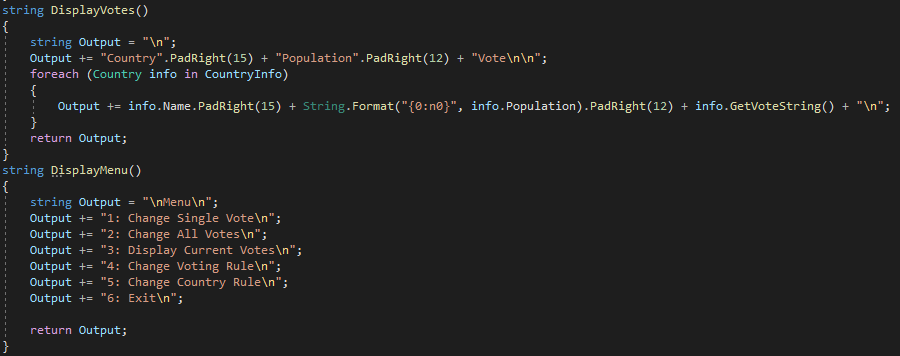 string DisplayVotes()
{
    string Output = "\n";
    Output += "Country".PadRight(15) + "Population".PadRight(12) + "Vote\n\n";
    foreach (Country info in CountryInfo)
    {
        Output += info.Name.PadRight(15) + String.Format("{0:n0}", info.Population).PadRight(12) + info.GetVoteString() + "\n";
    }
    return Output;
}
string DisplayMenu()
{
    string Output = "\nMenu\n";
    Output += "1: Change Single Vote\n";
    Output += "2: Change All Votes\n";
    Output += "3: Display Current Votes\n";
    Output += "4: Change Voting Rule\n";
    Output += "5: Change Country Rule\n";
    Output += "6: Exit\n";

    return Output;
}